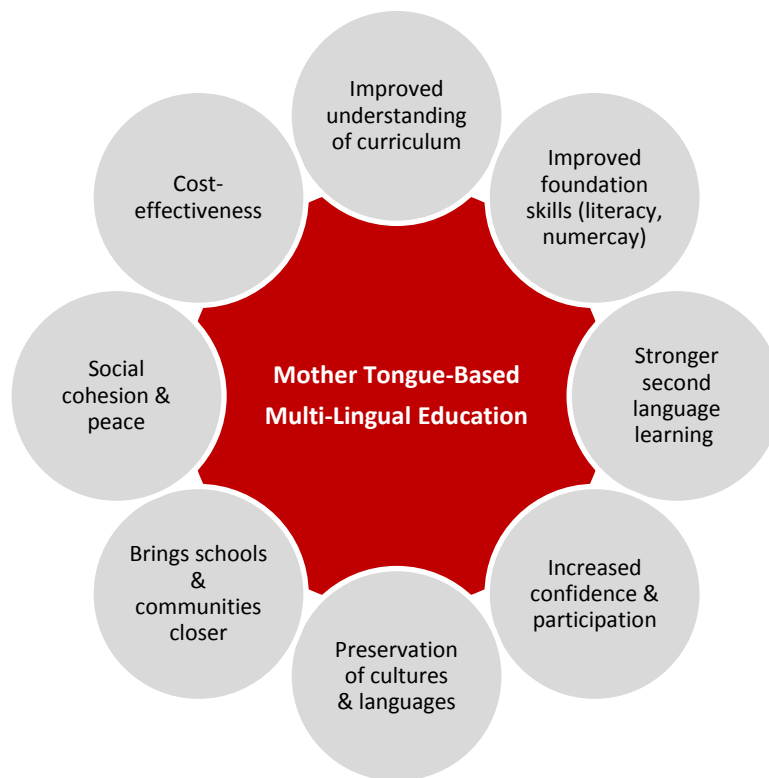 Improved
understanding
of curriculum
Improved
foundation
skills (literacy,
numercay)
Stronger
second
language
learning
Increased
confidence &
participation
Preservation
of cultures
& languages
Brings schools
&
communities
closer
Social
cohesion &
peace
Cost-
effectiveness
Mother Tongue-Based
Multi-Lingual Education